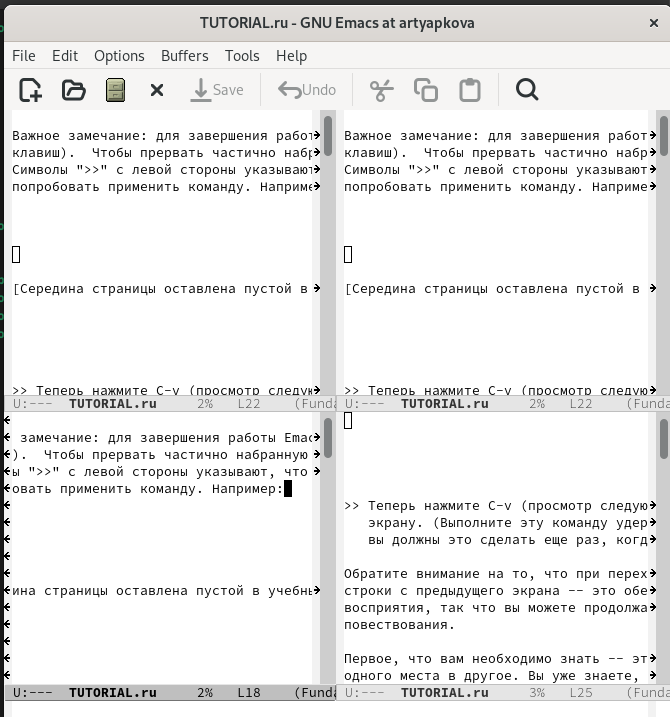 TUTORIAL.ru - GNU Emacs at artyapkova
File Edit Options Buffers Tools Help
Save Undo
Важное замечание: для завершения работ
клавиш).  Чтобы прервать частично набр
Символы ">>" с левой стороны указывают
попробовать применить команду. Наприме
[Середина страницы оставлена пустой в
>> Теперь нажмите C-v (просмотр следую
U:--- TUTORIAL.ru 2% L22 (Funda
Важное замечание: для завершения работ
клавиш).  Чтобы прервать частично набр
Символы ">>" с левой стороны указывают
попробовать применить команду. Наприме
[Середина страницы оставлена пустой в
>> Теперь нажмите C-v (просмотр следую
U:--- TUTORIAL.ru 2% L22 (Funda
замечание: для завершения работы Emac
).  Чтобы прервать частично набранную
ы ">>" с левой стороны указывают, что
овать применить команду. Например:
ина страницы оставлена пустой в учебн
U:--- TUTORIAL.ru 2% L18 (Funda
>> Теперь нажмите C-v (просмотр следую
экрану. (Выполните эту команду удер
вы должны это сделать еще раз, когд
Обратите внимание на то, что при перех
строки с предыдущего экрана -- это обе
восприятия, так что вы можете продолжа
повествования.
Первое, что вам необходимо знать -- эт
одного места в другое. Вы уже знаете,
U:--- TUTORIAL.ru 3% L25 (Funda